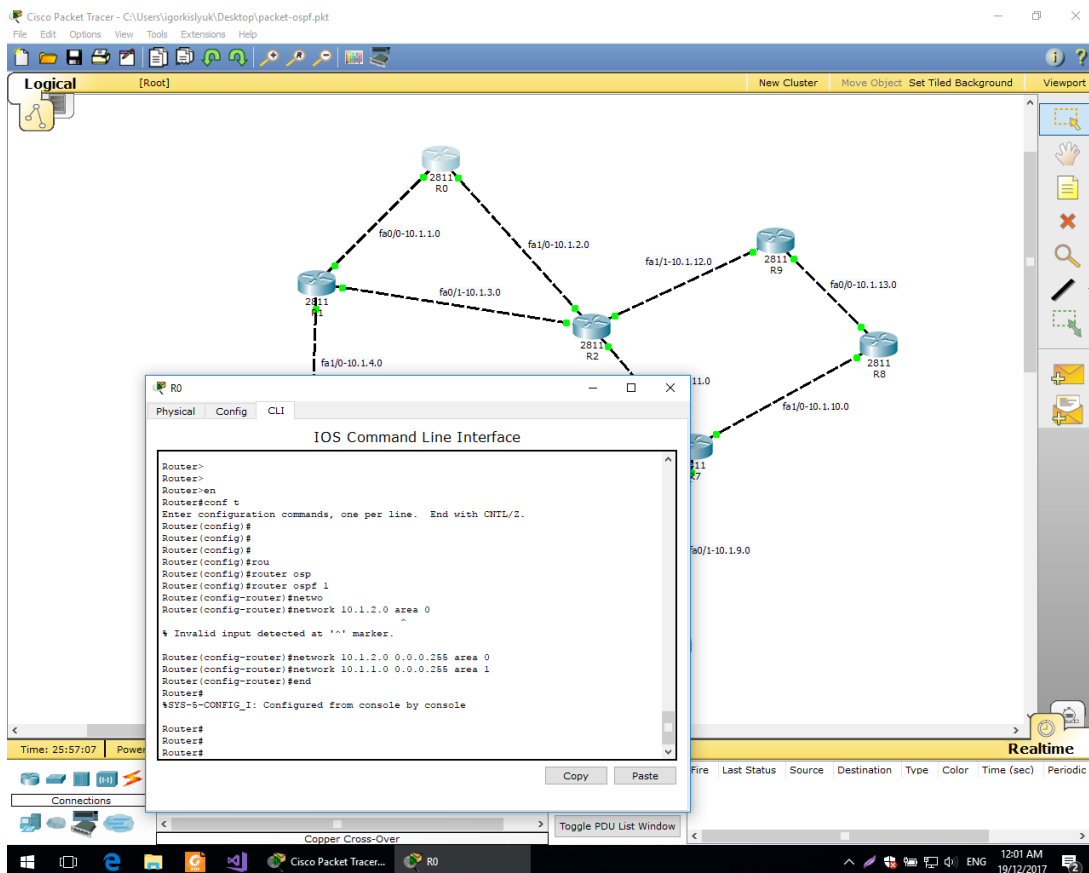 Cisco Packet Tracer - C:\Users\igorkislyuk\Desktop\packet-ospf.pkt
File Edit Options View Tools Extensions Help
Logical [Root] New Cluster Move Object Set Tiled Background Viewport
2811
R0
fa0/0-10.1.1.0
fa1/0-10.1.2.0
fa1/1-10.1.12.0
2811
R9
fa0/0-10.1.13.0
2811
R1
fa0/1-10.1.3.0
2811
R2
2811
R8
fa1/0-10.1.4.0
11.0
fa1/0-10.1.10.0
11
R7
fa0/1-10.1.9.0
R0
Physical Config CLI
IOS Command Line Interface
Router>
Router>
Router>en
Router#conf t
Enter configuration commands, one per line. End with CNTL/Z.
Router(config)#
Router(config)#
Router(config)#
Router(config)#rou
Router(config)#router osp
Router(config)#router ospf 1
Router(config-router)#netwo
Router(config-router)#network 10.1.2.0 area 0
^
% Invalid input detected at '^' marker.
Router(config-router)#network 10.1.2.0 0.0.0.255 area 0
Router(config-router)#network 10.1.1.0 0.0.0.255 area 1
Router(config-router)#end
Router#
%SYS-5-CONFIG_I: Configured from console by console
Router#
Router#
Router#
Copy Paste
Time: 25:57:07 Power
Realtime
Fire Last Status Source Destination Type Color Time (sec) Periodic
Connections
Copper Cross-Over
Toggle PDU List Window
Cisco Packet Tracer... R0
ENG
12:01 AM
19/12/2017
2